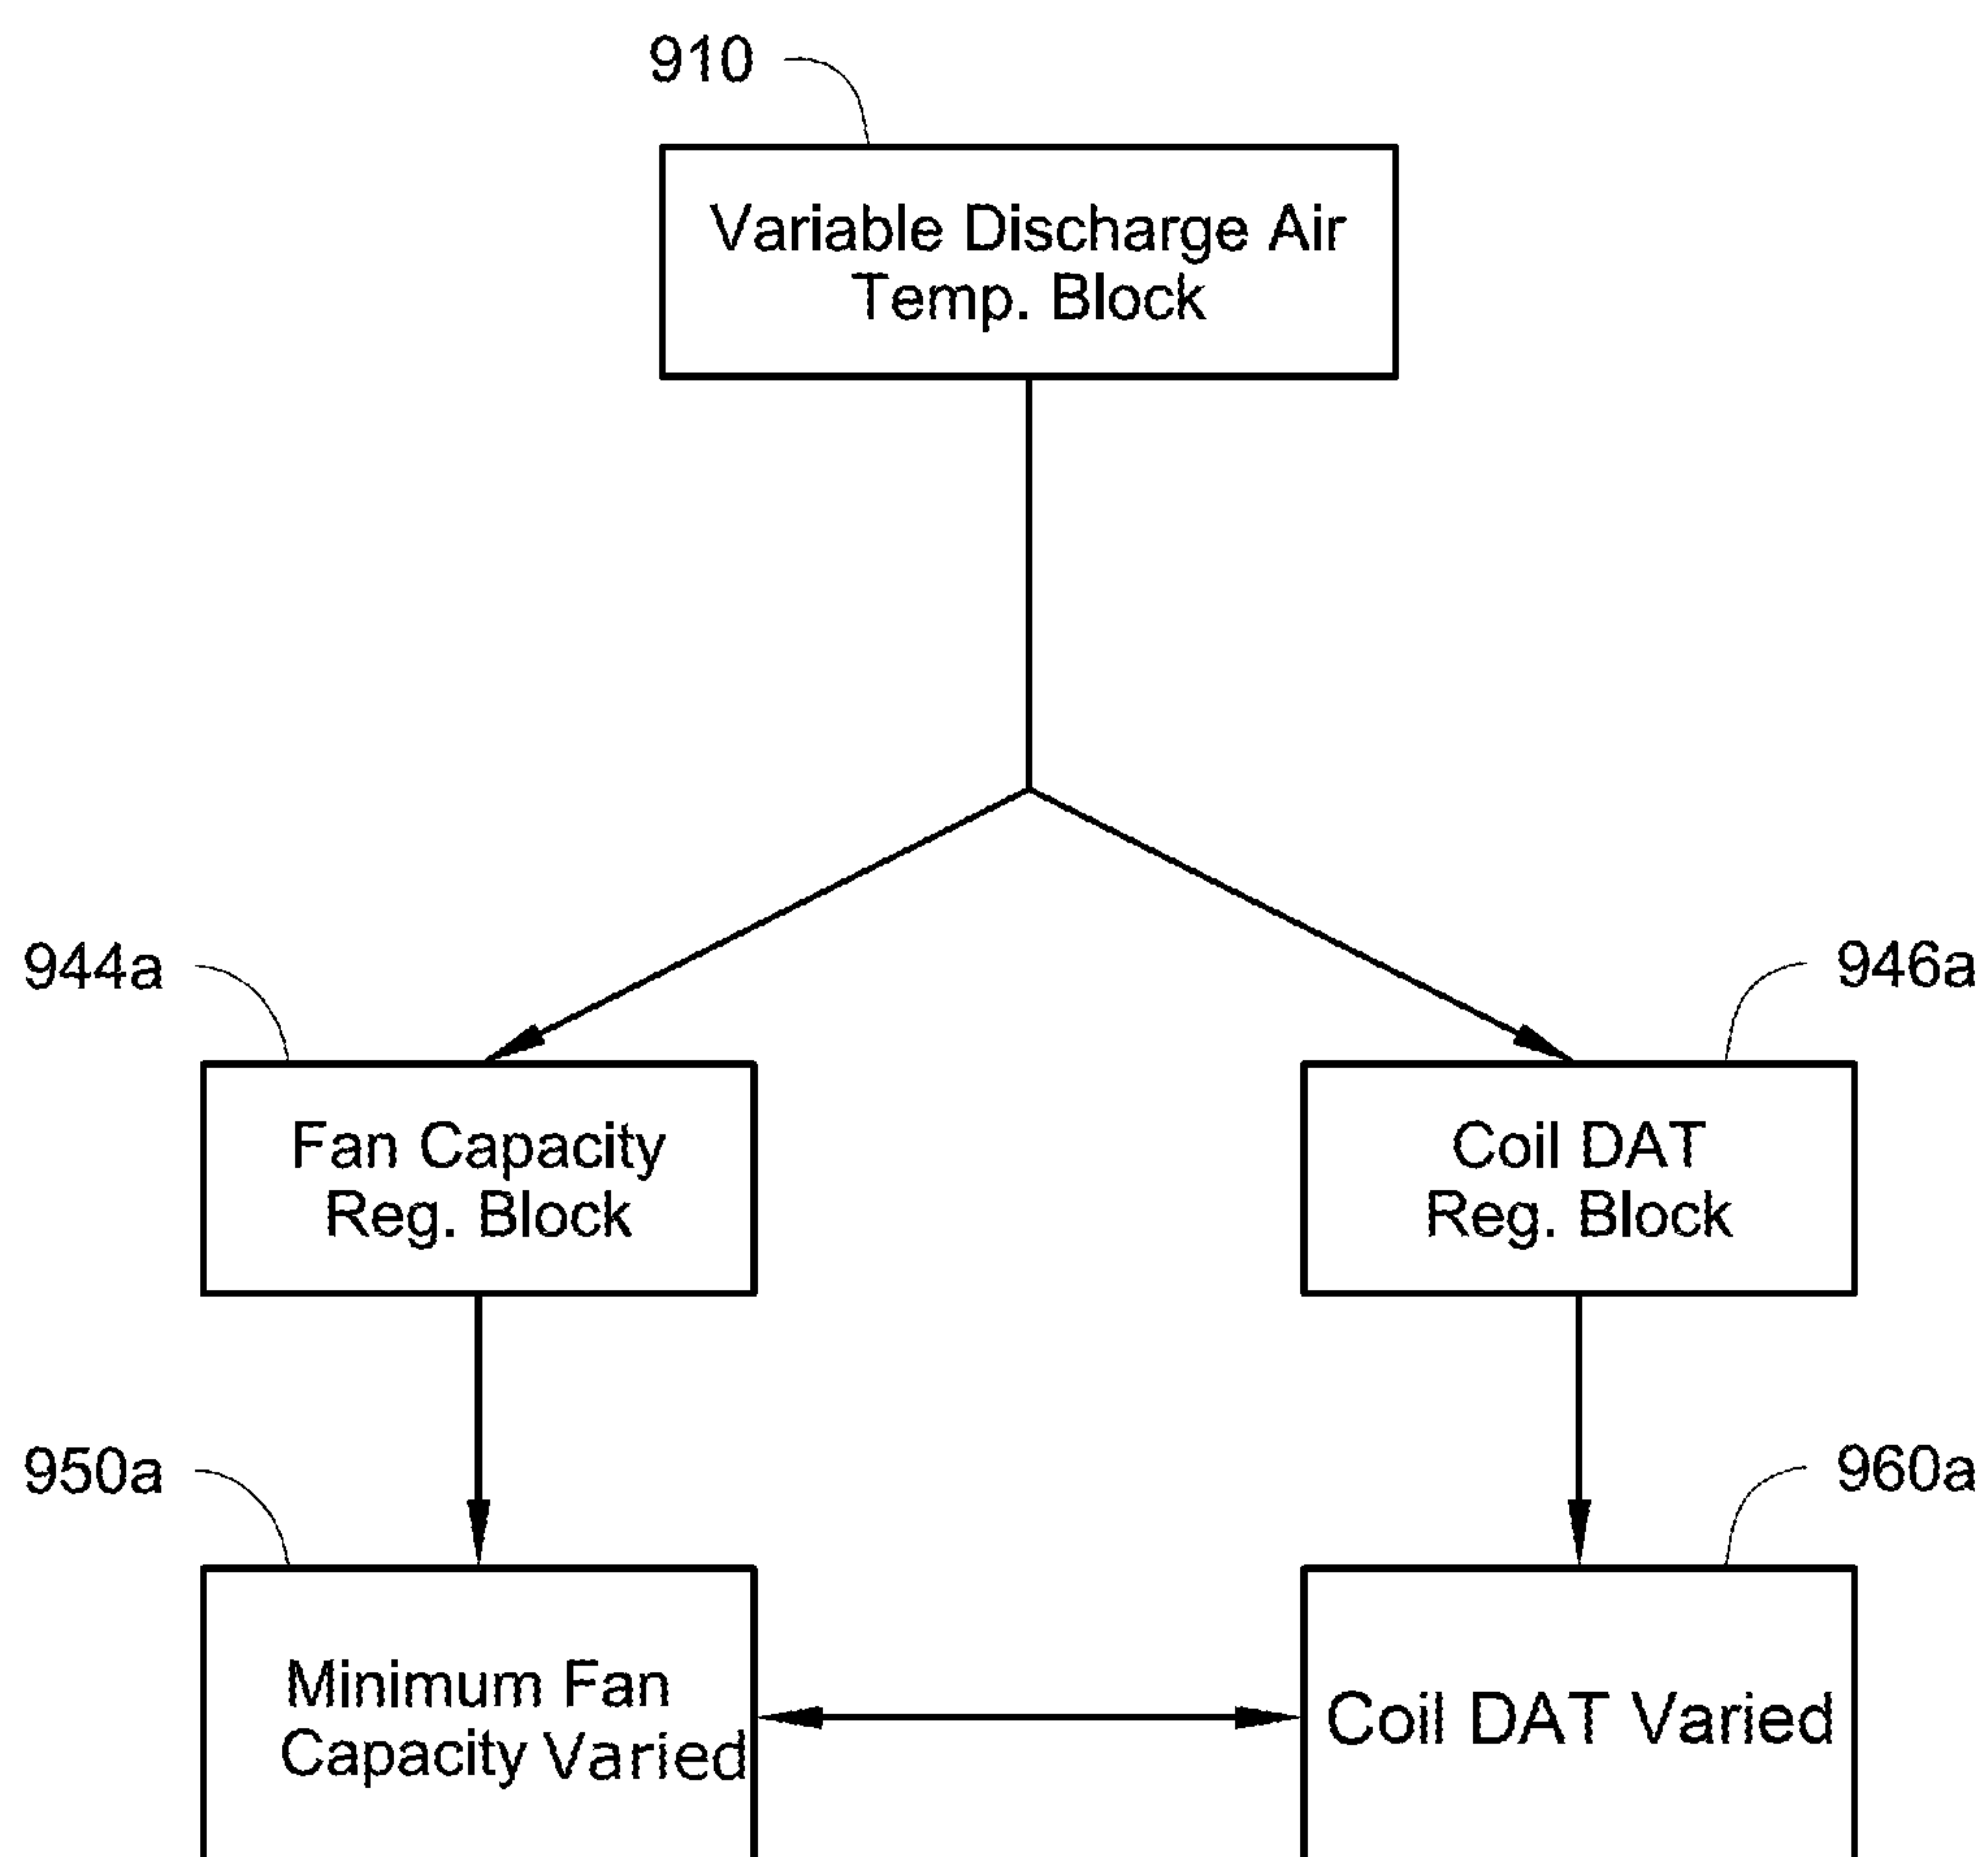 910
Variable Discharge Air
Temp. Block
944a
946a
Fan Capacity
Reg. Block
Coil DAT
Reg. Block
950a
960a
Minimum Fan
Capacity Varied
Coil DAT Varied